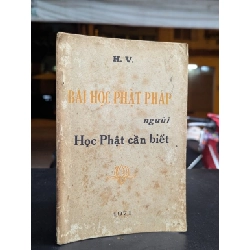 H. V.
BÀI HỌC PHẬT PHÁP
người
Học Phật cần biết